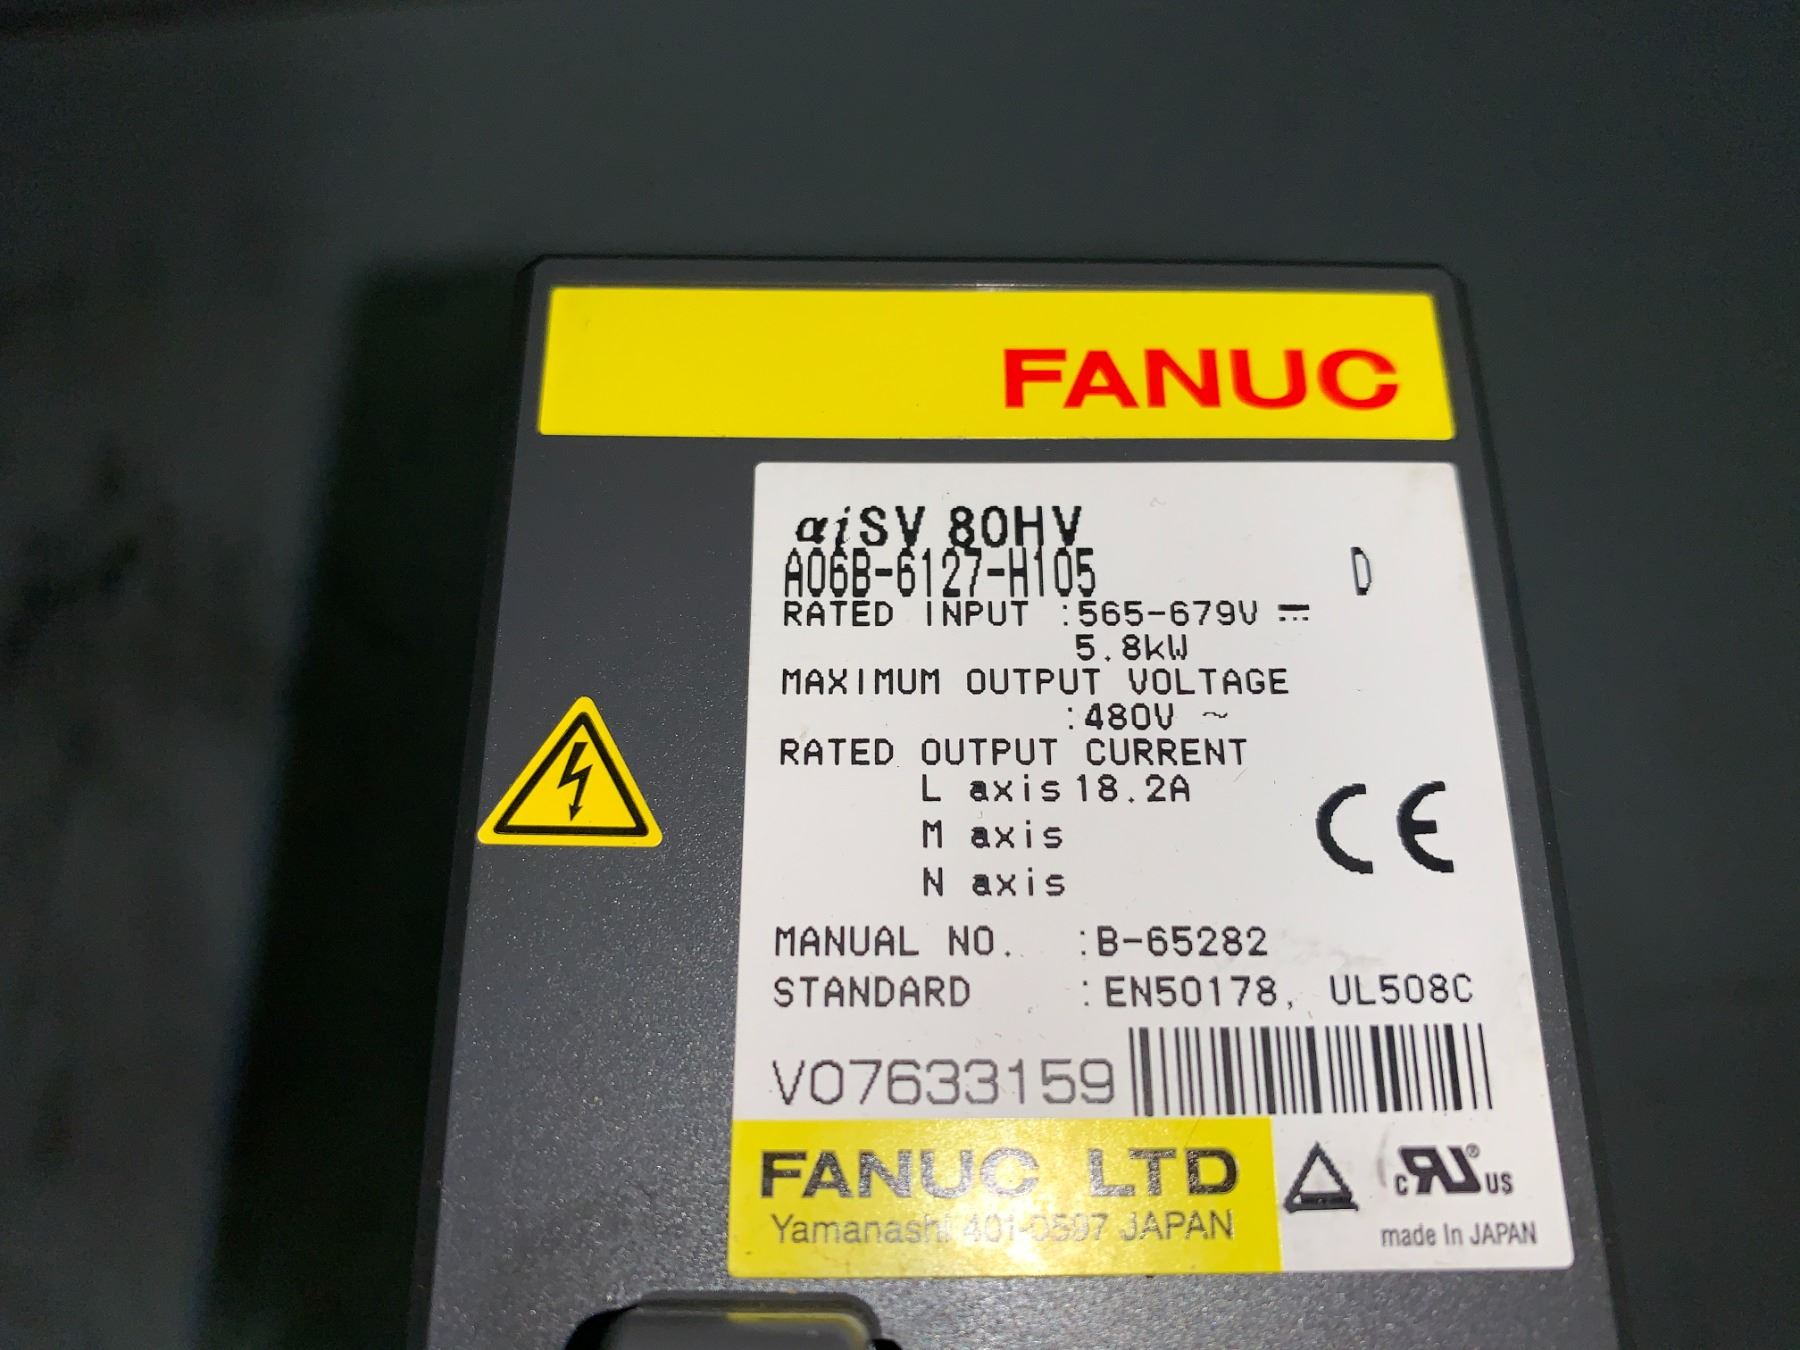 FANUC
αiSV 80HV
A06B-6127-H105 D
RATED INPUT :565-679V ⎓
5.8kW
MAXIMUM OUTPUT VOLTAGE
:480V ~
RATED OUTPUT CURRENT
L axis 18.2A
M axis
N axis
CE
MANUAL NO. :B-65282
STANDARD :EN50178, UL508C
V07633159
FANUC LTD
Yamanashi 401-0597 JAPAN
c RU ® US
made in JAPAN